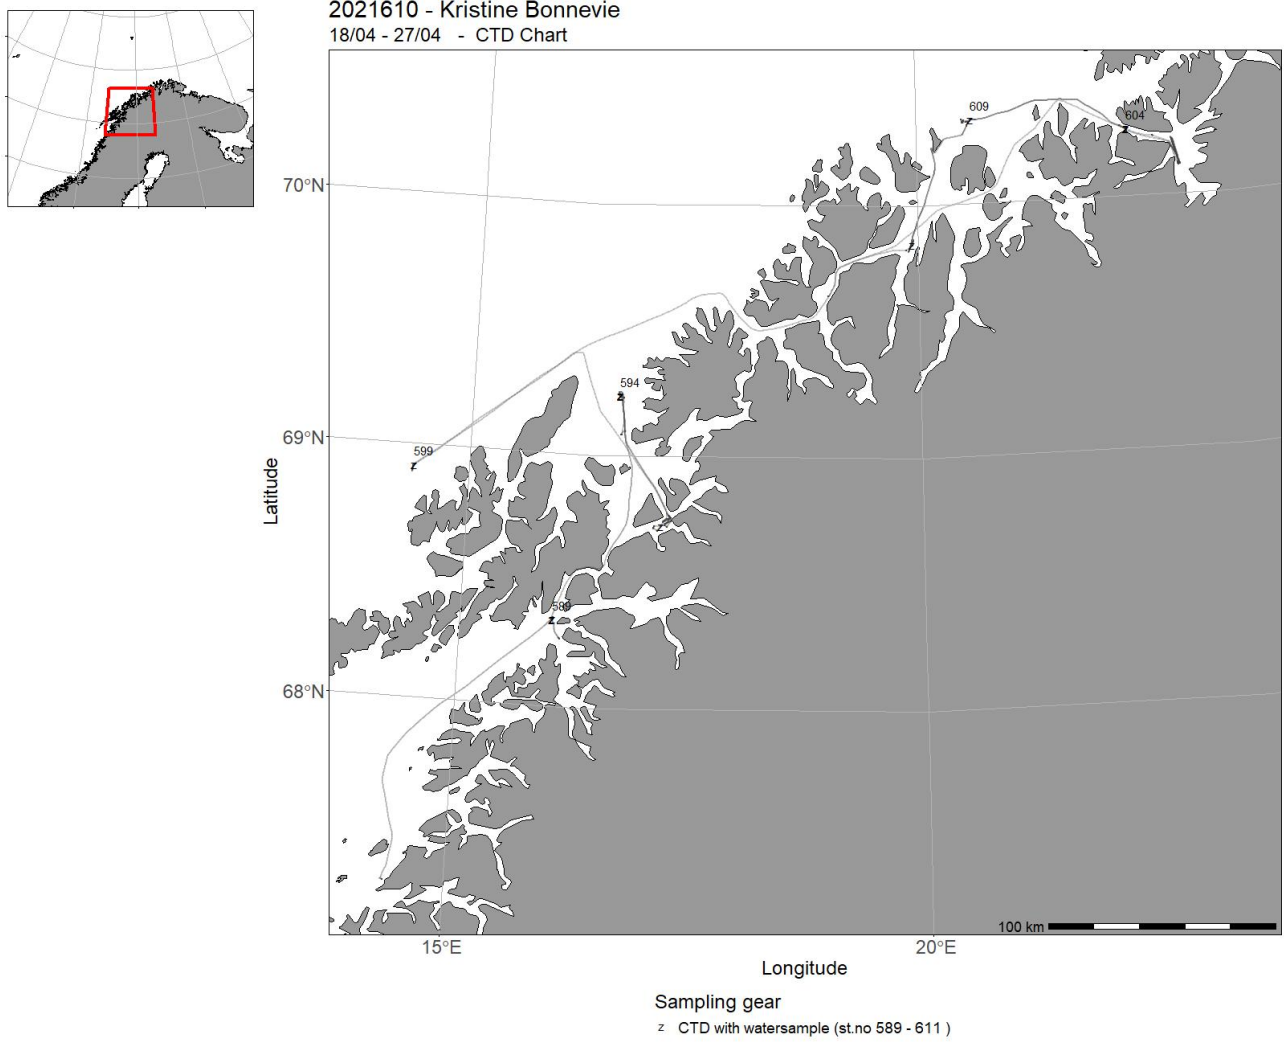 2021610 - Kristine Bonnevie
18/04 - 27/04 - CTD Chart
609
604
70°N
594
69°N
599
Latitude
589
68°N
100 km
15°E
20°E
Longitude
Sampling gear
z CTD with watersample (st.no 589 - 611 )